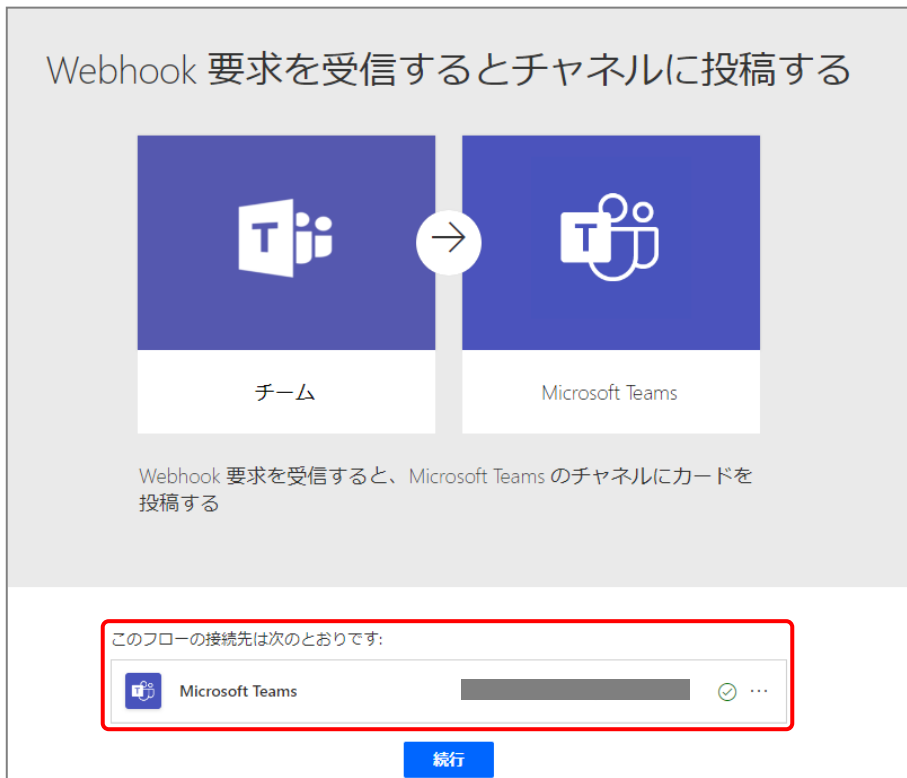 Webhook 要求を受信するとチャネルに投稿する
T
T
チーム
Microsoft Teams
Webhook 要求を受信すると、Microsoft Teams のチャネルにカードを
投稿する
このフローの接続先は次のとおりです:
T
Microsoft Teams
続行